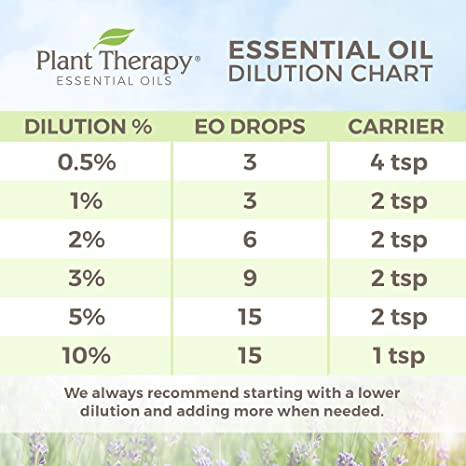 Plant Therapy®
ESSENTIAL OILS
ESSENTIAL OIL
DILUTION CHART
DILUTION % EO DROPS CARRIER
0.5% 3 4 tsp
1% 3 2 tsp
2% 6 2 tsp
3% 9 2 tsp
5% 15 2 tsp
10% 15 1 tsp
We always recommend starting with a lower
dilution and adding more when needed.